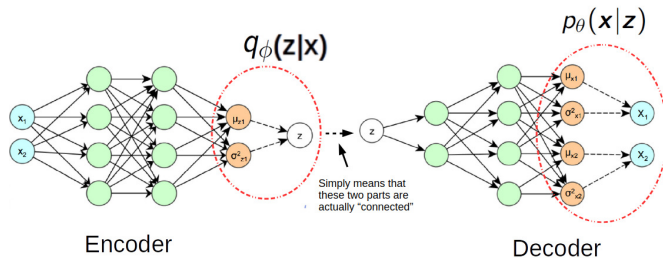 qϕ(z|x)
pθ(x|z)
x₁
x₂
μz1
σ²z1
z
Simply means that
these two parts are
actually “connected”
z
μx1
σ²x1
μx2
σ²x2
X₁
X₂
Encoder
Decoder